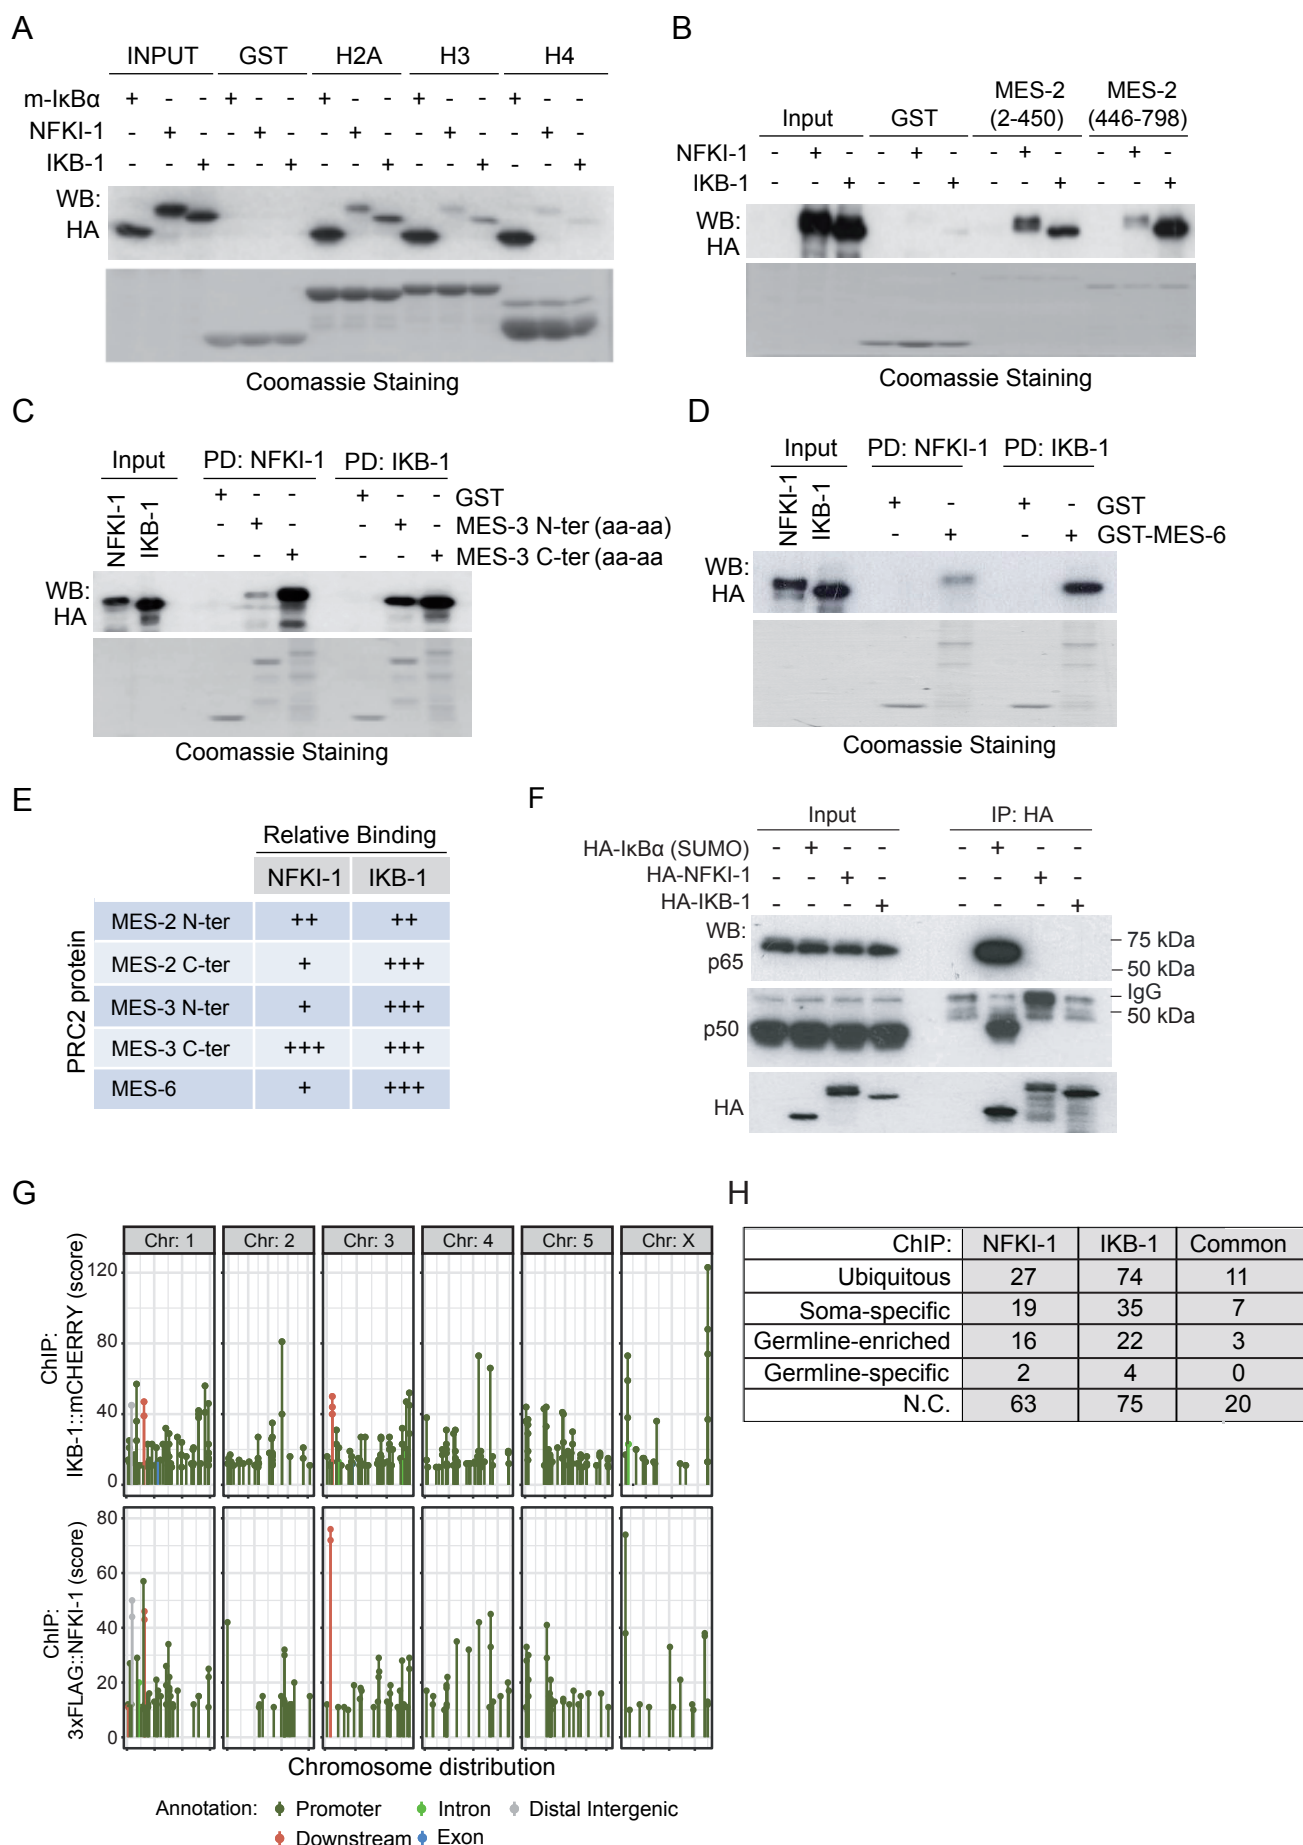 A
INPUT GST H2A H3 H4
m-IκBα + - - + - - + - - + - - + - -
NFKI-1 - + - - + - - + - - + - - + -
IKB-1 - - + - - + - - + - - + - - +
WB:
HA
Coomassie Staining
B
Input GST MES-2 (2-450) MES-2 (446-798)
NFKI-1 - + - - + - - + - - + -
IKB-1 - - + - - + - - + - - +
WB:
HA
Coomassie Staining
C
Input PD: NFKI-1 PD: IKB-1
NFKI-1 IKB-1
+ - - + - - GST
- + - - + - MES-3 N-ter (aa-aa)
- - + - - + MES-3 C-ter (aa-aa
WB:
HA
Coomassie Staining
D
Input PD: NFKI-1 PD: IKB-1
NFKI-1 IKB-1
+ - + - GST
- + - + GST-MES-6
WB:
HA
Coomassie Staining
E
Relative Binding
NFKI-1 IKB-1
PRC2 protein
MES-2 N-ter ++ ++
MES-2 C-ter + +++
MES-3 N-ter + +++
MES-3 C-ter +++ +++
MES-6 + +++
F
Input IP: HA
HA-IκBα (SUMO) - + - - - + - -
HA-NFKI-1 - - + - - - + -
HA-IKB-1 - - - + - - - +
WB:
p65
75 kDa
50 kDa
p50
IgG
50 kDa
HA
G
Chr: 1 Chr: 2 Chr: 3 Chr: 4 Chr: 5 Chr: X
ChIP:
IKB-1::mCHERRY (score)
120
80
40
0
ChIP:
3xFLAG::NFKI-1 (score)
80
60
40
20
0
Chromosome distribution
Annotation: Promoter Intron Distal Intergenic
Downstream Exon
H
ChIP: NFKI-1 IKB-1 Common
Ubiquitous 27 74 11
Soma-specific 19 35 7
Germline-enriched 16 22 3
Germline-specific 2 4 0
N.C. 63 75 20